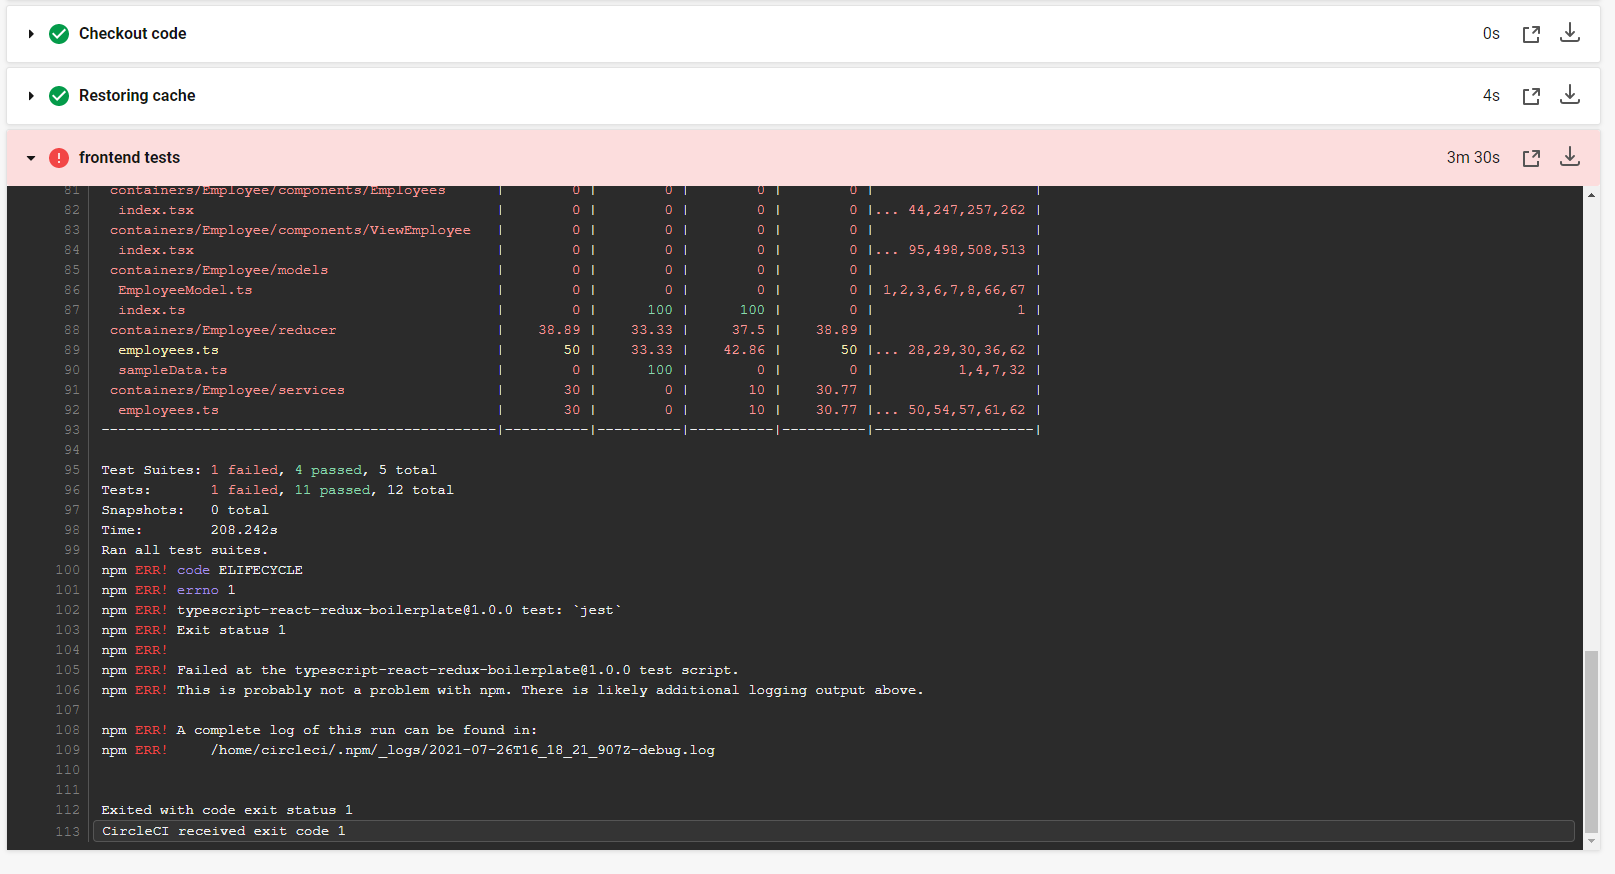 Checkout code 0s
Restoring cache 4s
frontend tests 3m 30s
81 containers/Employee/components/Employees | 0 | 0 | 0 | 0 | |
82 index.tsx | 0 | 0 | 0 | 0 |... 44,247,257,262 |
83 containers/Employee/components/ViewEmployee | 0 | 0 | 0 | 0 | |
84 index.tsx | 0 | 0 | 0 | 0 |... 95,498,508,513 |
85 containers/Employee/models | 0 | 0 | 0 | 0 | |
86 EmployeeModel.ts | 0 | 0 | 0 | 0 | 1,2,3,6,7,8,66,67 |
87 index.ts | 0 | 100 | 100 | 0 | 1 |
88 containers/Employee/reducer | 38.89 | 33.33 | 37.5 | 38.89 | |
89 employees.ts | 50 | 33.33 | 42.86 | 50 |... 28,29,30,36,62 |
90 sampleData.ts | 0 | 100 | 0 | 0 | 1,4,7,32 |
91 containers/Employee/services | 30 | 0 | 10 | 30.77 | |
92 employees.ts | 30 | 0 | 10 | 30.77 |... 50,54,57,61,62 |
93 -----------------------------------------------|----------|----------|----------|----------|-------------------|
94
95 Test Suites: 1 failed, 4 passed, 5 total
96 Tests: 1 failed, 11 passed, 12 total
97 Snapshots: 0 total
98 Time: 208.242s
99 Ran all test suites.
100 npm ERR! code ELIFECYCLE
101 npm ERR! errno 1
102 npm ERR! typescript-react-redux-boilerplate@1.0.0 test: `jest`
103 npm ERR! Exit status 1
104 npm ERR!
105 npm ERR! Failed at the typescript-react-redux-boilerplate@1.0.0 test script.
106 npm ERR! This is probably not a problem with npm. There is likely additional logging output above.
107
108 npm ERR! A complete log of this run can be found in:
109 npm ERR! /home/circleci/.npm/_logs/2021-07-26T16_18_21_907Z-debug.log
110
111
112 Exited with code exit status 1
113 CircleCI received exit code 1